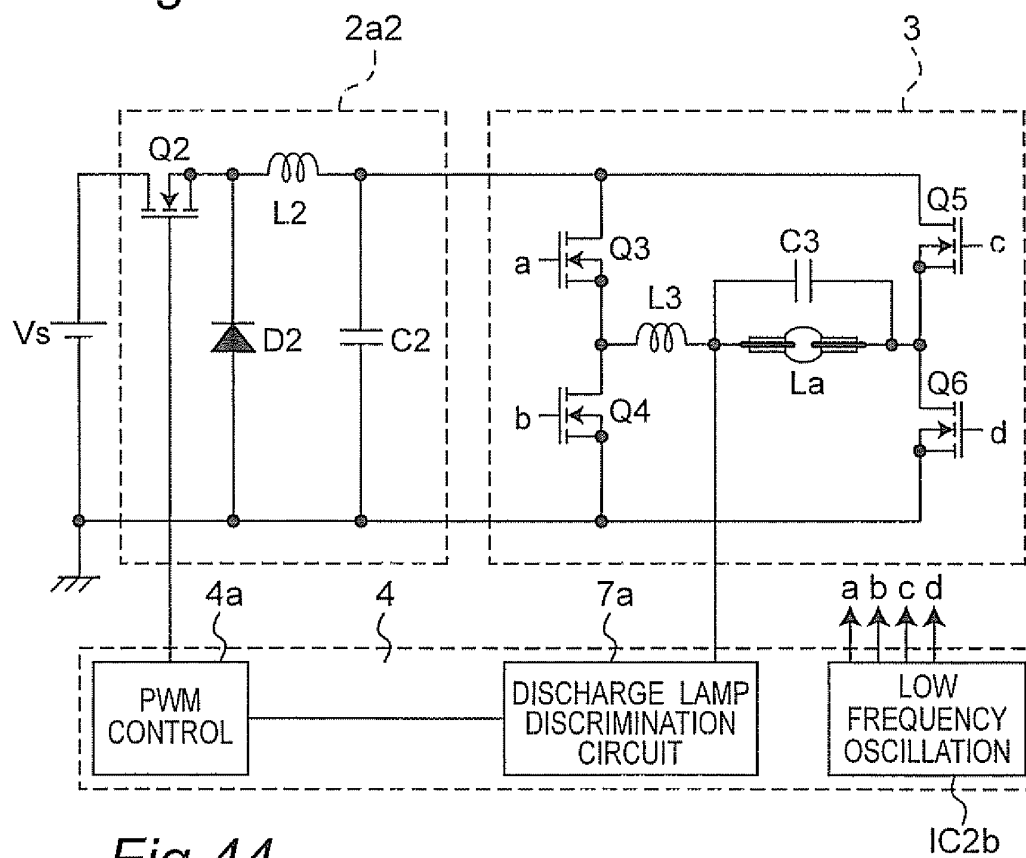 2a2
3
Q2
L2
Q5
c
a
Q3
C3
L3
Vs
D2
C2
La
Q6
b
Q4
d
4a
4
7a
a b c d
PWM
CONTROL
DISCHARGE LAMP
DISCRIMINATION
CIRCUIT
LOW
FREQUENCY
OSCILLATION
IC2b
Fig.44